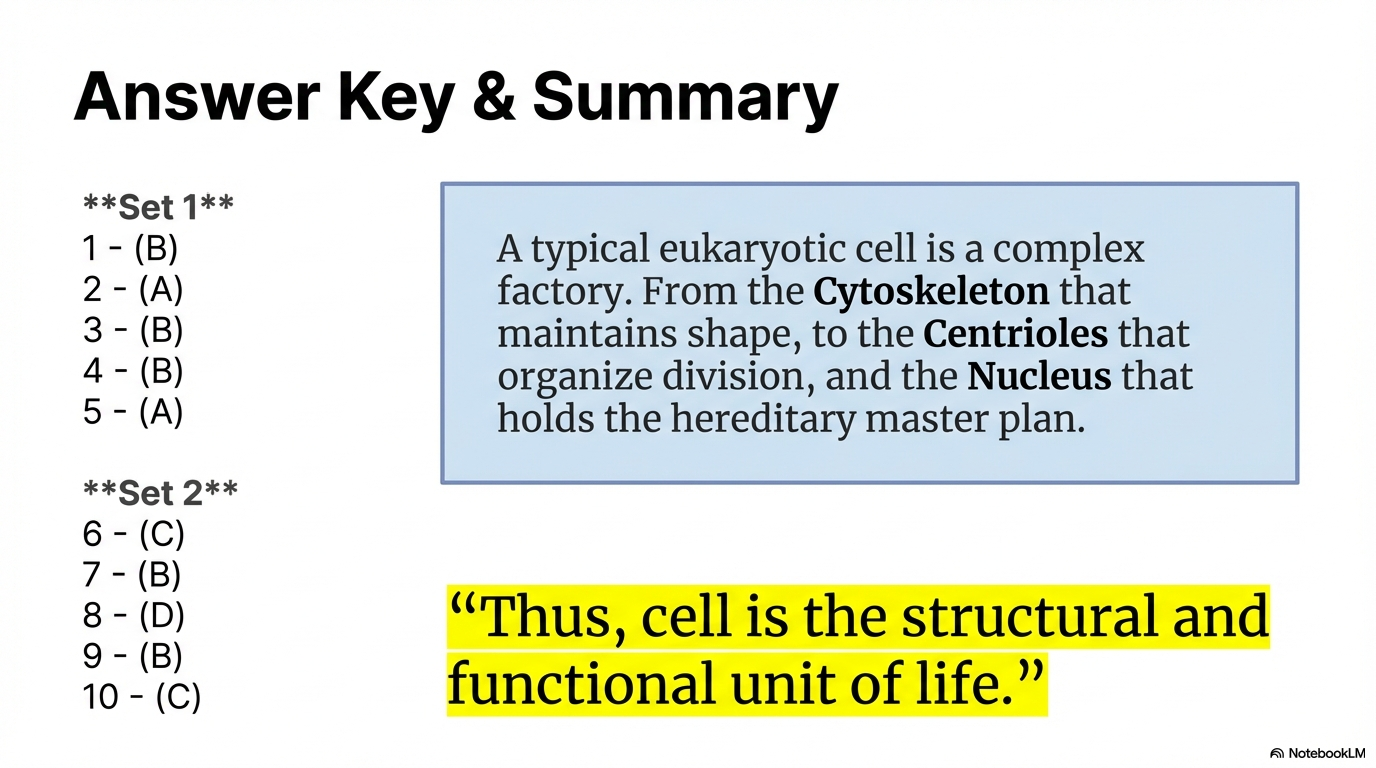 Answer Key & Summary
**Set 1**
1 - (B)
2 - (A)
3 - (B)
4 - (B)
5 - (A)
**Set 2**
6 - (C)
7 - (B)
8 - (D)
9 - (B)
10 - (C)
A typical eukaryotic cell is a complex
factory. From the Cytoskeleton that
maintains shape, to the Centrioles that
organize division, and the Nucleus that
holds the hereditary master plan.
“Thus, cell is the structural and
functional unit of life.”
NotebookLM